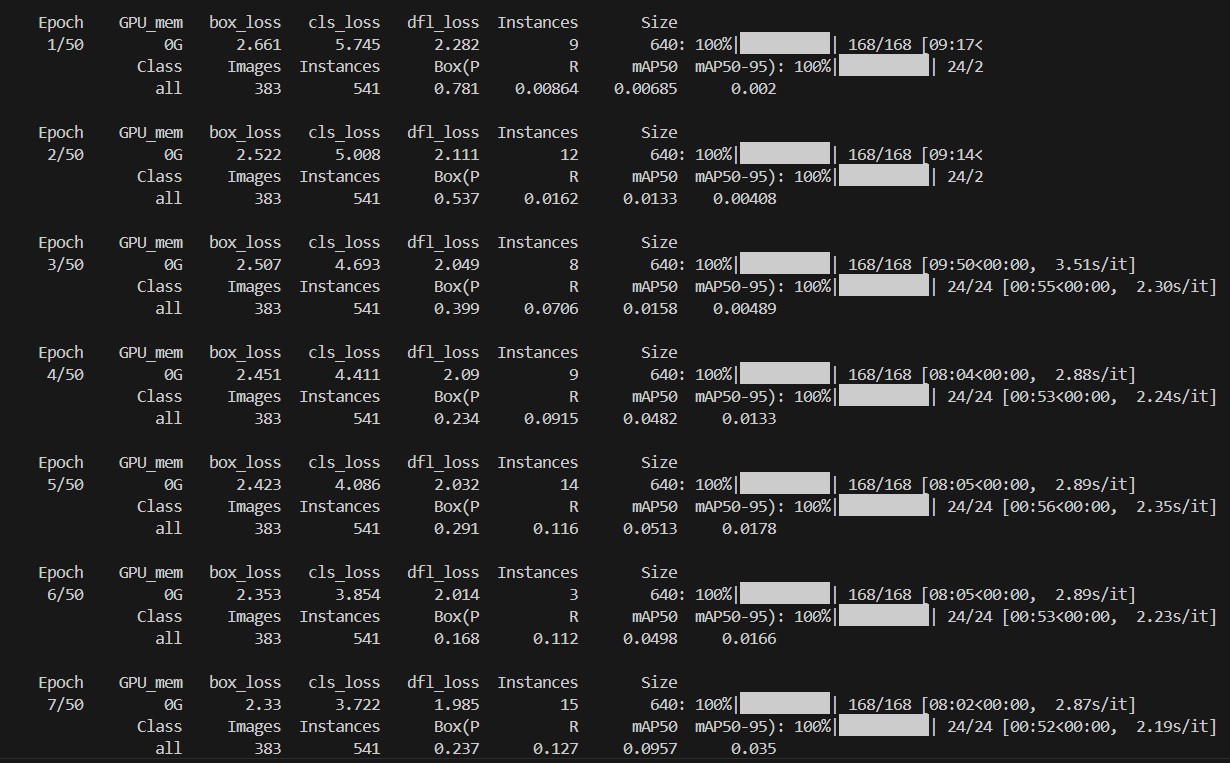 Epoch GPU_mem box_loss cls_loss dfl_loss Instances Size
1/50 0G 2.661 5.745 2.282 9 640: 100%| | 168/168 [09:17<
Class Images Instances Box(P R mAP50 mAP50-95): 100%| | 24/2
all 383 541 0.781 0.00864 0.00685 0.002
Epoch GPU_mem box_loss cls_loss dfl_loss Instances Size
2/50 0G 2.522 5.008 2.111 12 640: 100%| | 168/168 [09:14<
Class Images Instances Box(P R mAP50 mAP50-95): 100%| | 24/2
all 383 541 0.537 0.0162 0.0133 0.00408
Epoch GPU_mem box_loss cls_loss dfl_loss Instances Size
3/50 0G 2.507 4.693 2.049 8 640: 100%| | 168/168 [09:50<00:00, 3.51s/it]
Class Images Instances Box(P R mAP50 mAP50-95): 100%| | 24/24 [00:55<00:00, 2.30s/it]
all 383 541 0.399 0.0706 0.0158 0.00489
Epoch GPU_mem box_loss cls_loss dfl_loss Instances Size
4/50 0G 2.451 4.411 2.09 9 640: 100%| | 168/168 [08:04<00:00, 2.88s/it]
Class Images Instances Box(P R mAP50 mAP50-95): 100%| | 24/24 [00:53<00:00, 2.24s/it]
all 383 541 0.234 0.0915 0.0482 0.0133
Epoch GPU_mem box_loss cls_loss dfl_loss Instances Size
5/50 0G 2.423 4.086 2.032 14 640: 100%| | 168/168 [08:05<00:00, 2.89s/it]
Class Images Instances Box(P R mAP50 mAP50-95): 100%| | 24/24 [00:56<00:00, 2.35s/it]
all 383 541 0.291 0.116 0.0513 0.0178
Epoch GPU_mem box_loss cls_loss dfl_loss Instances Size
6/50 0G 2.353 3.854 2.014 3 640: 100%| | 168/168 [08:05<00:00, 2.89s/it]
Class Images Instances Box(P R mAP50 mAP50-95): 100%| | 24/24 [00:53<00:00, 2.23s/it]
all 383 541 0.168 0.112 0.0498 0.0166
Epoch GPU_mem box_loss cls_loss dfl_loss Instances Size
7/50 0G 2.33 3.722 1.985 15 640: 100%| | 168/168 [08:02<00:00, 2.87s/it]
Class Images Instances Box(P R mAP50 mAP50-95): 100%| | 24/24 [00:52<00:00, 2.19s/it]
all 383 541 0.237 0.127 0.0957 0.035